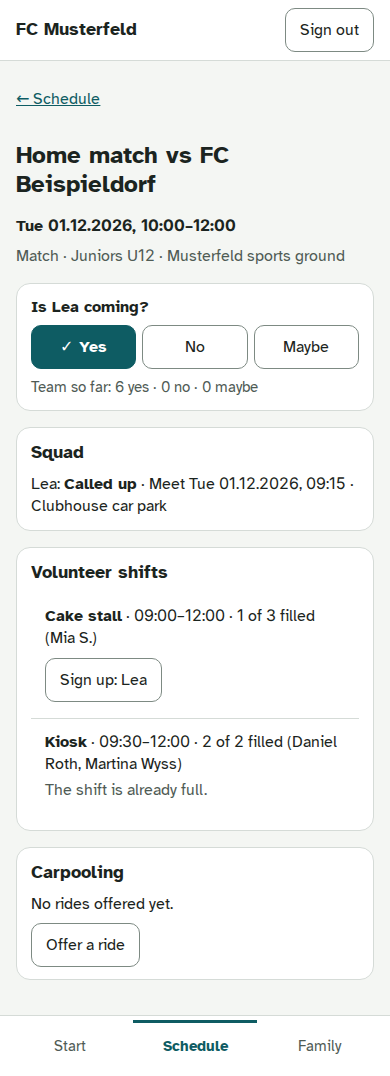 FC Musterfeld
Sign out
← Schedule
Home match vs FC
Beispieldorf
Tue 01.12.2026, 10:00–12:00
Match · Juniors U12 · Musterfeld sports ground
Is Lea coming?
✓ Yes
No
Maybe
Team so far: 6 yes · 0 no · 0 maybe
Squad
Lea: Called up · Meet Tue 01.12.2026, 09:15 ·
Clubhouse car park
Volunteer shifts
Cake stall · 09:00–12:00 · 1 of 3 filled
(Mia S.)
Sign up: Lea
Kiosk · 09:30–12:00 · 2 of 2 filled (Daniel
Roth, Martina Wyss)
The shift is already full.
Carpooling
No rides offered yet.
Offer a ride
Start
Schedule
Family